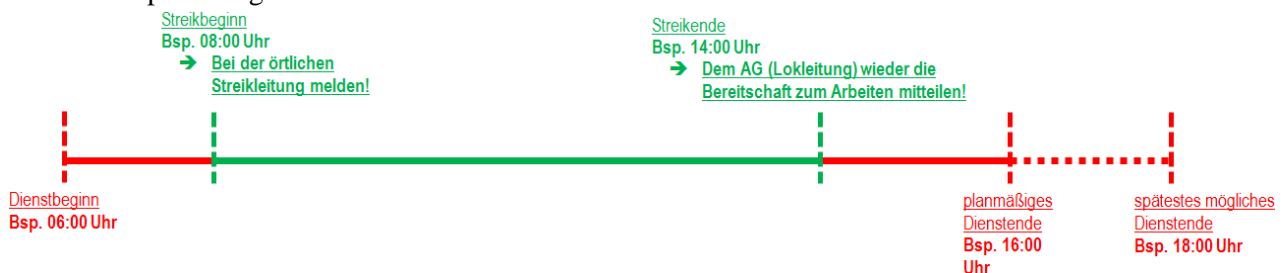 Streikbeginn
Bsp. 08:00 Uhr
➔ Bei der örtlichen
Streikleitung melden!
Streikende
Bsp. 14:00 Uhr
➔ Dem AG (Lokleitung) wieder die
Bereitschaft zum Arbeiten mitteilen!
Dienstbeginn
Bsp. 06:00 Uhr
planmäßiges
Dienstende
Bsp. 16:00
Uhr
spätestes mögliches
Dienstende
Bsp. 18:00 Uhr